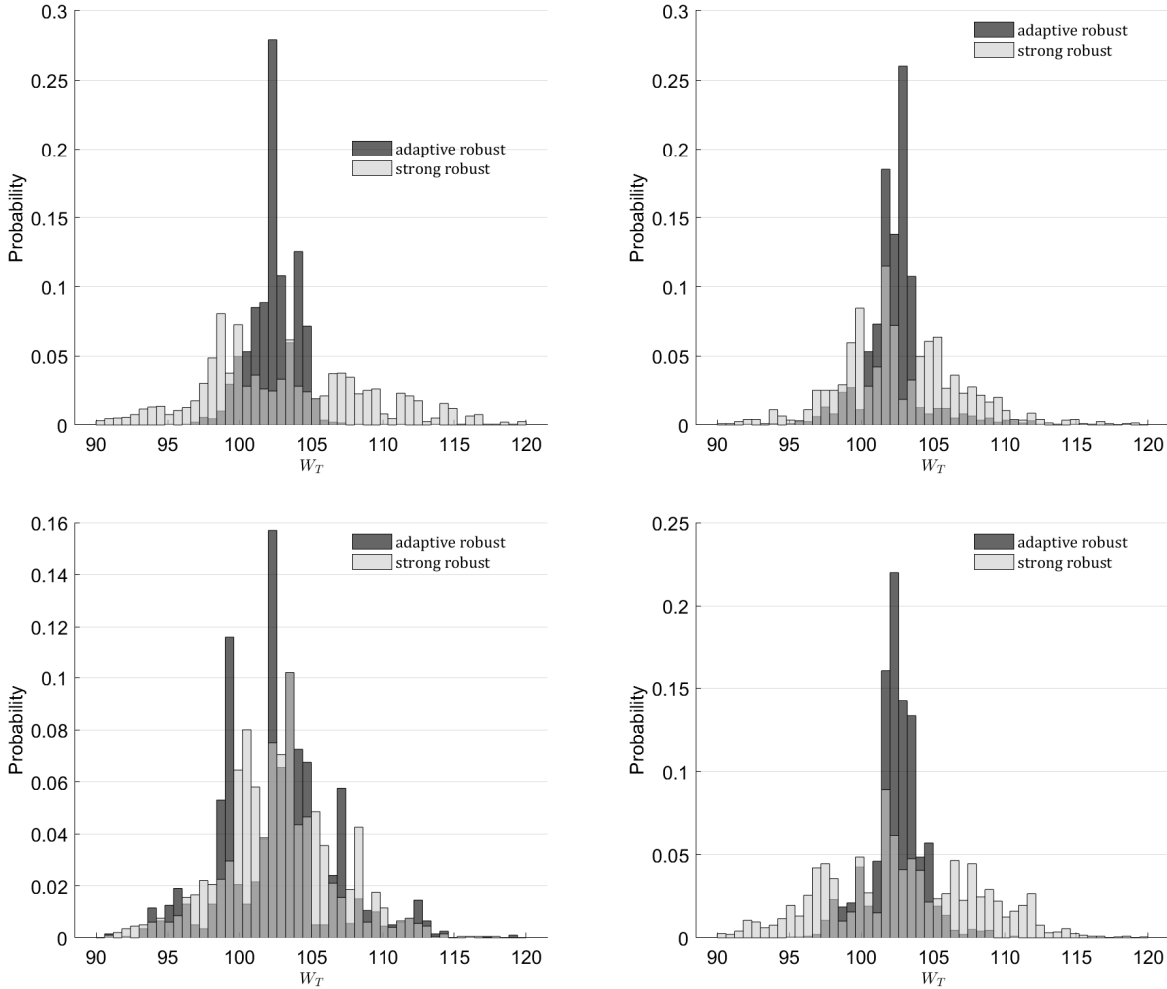 0.3
0.25
0.2
0.15
0.1
0.05
0
Probability
adaptive robust
strong robust
90 95 100 105 110 115 120
W_T
0.3
0.25
0.2
0.15
0.1
0.05
0
Probability
adaptive robust
strong robust
90 95 100 105 110 115 120
W_T
0.16
0.14
0.12
0.1
0.08
0.06
0.04
0.02
0
Probability
adaptive robust
strong robust
90 95 100 105 110 115 120
W_T
0.25
0.2
0.15
0.1
0.05
0
Probability
adaptive robust
strong robust
90 95 100 105 110 115 120
W_T